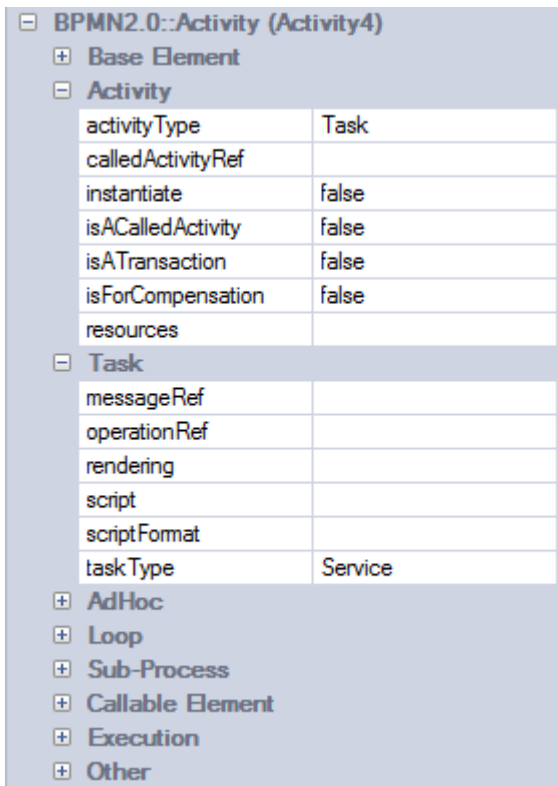 BPMN2.0::Activity (Activity4)
Base Element
Activity
activityType Task
calledActivityRef
instantiate false
isACalledActivity false
isATransaction false
isForCompensation false
resources
Task
messageRef
operationRef
rendering
script
scriptFormat
taskType Service
AdHoc
Loop
Sub-Process
Callable Element
Execution
Other